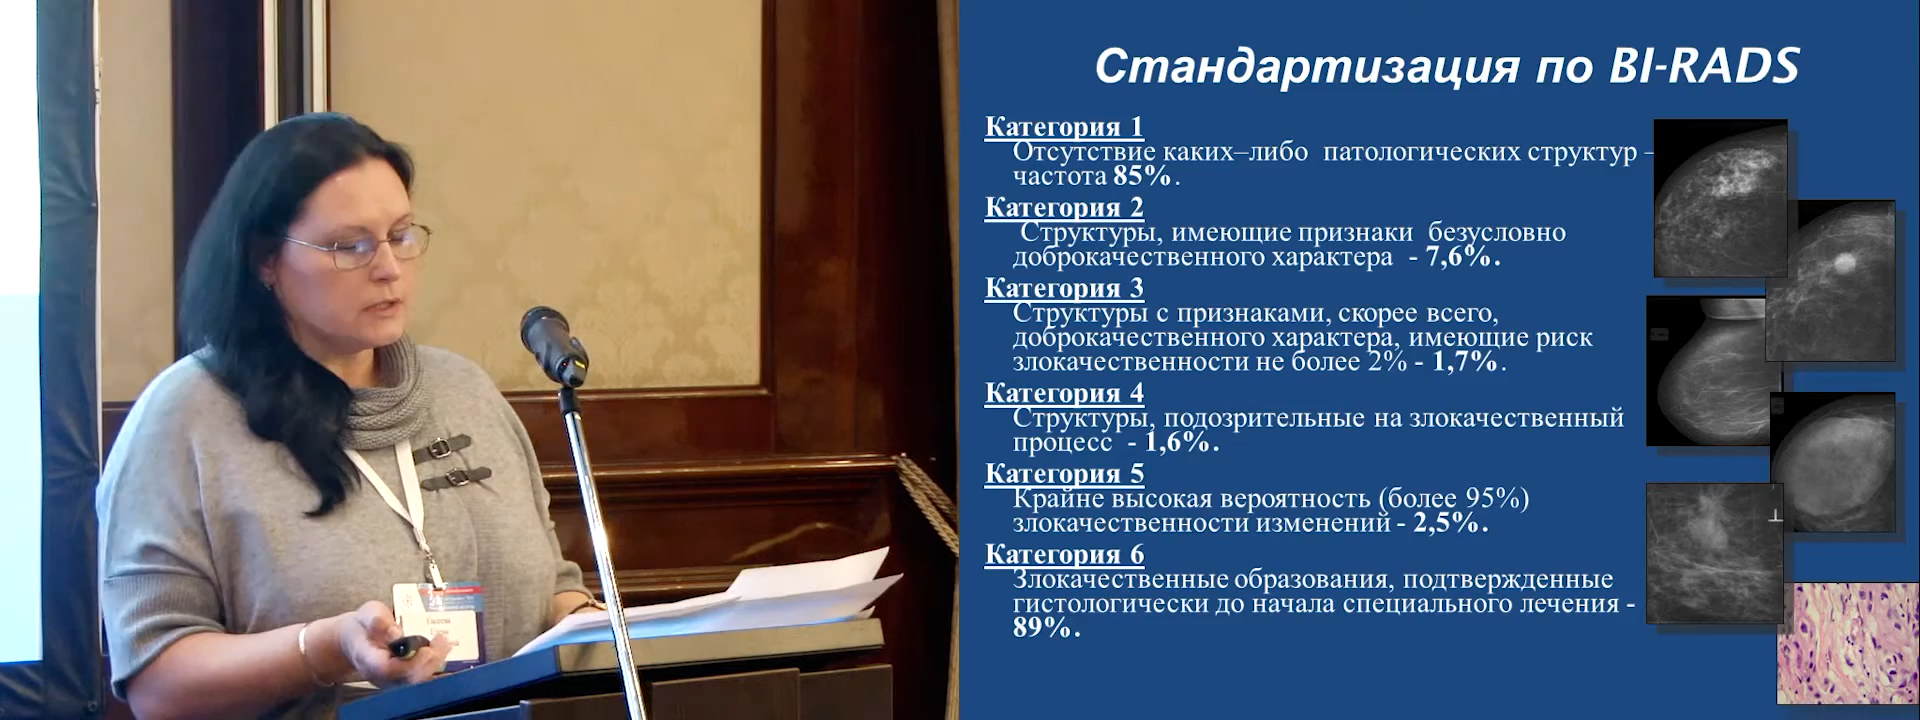 Стандартизация по BI-RADS
Категория 1
Отсутствие каких–либо патологических структур –
частота 85%.
Категория 2
Структуры, имеющие признаки безусловно
доброкачественного характера - 7,6%.
Категория 3
Структуры с признаками, скорее всего,
доброкачественного характера, имеющие риск
злокачественности не более 2% - 1,7%.
Категория 4
Структуры, подозрительные на злокачественный
процесс - 1,6%.
Категория 5
Крайне высокая вероятность (более 95%)
злокачественности изменений - 2,5%.
Категория 6
Злокачественные образования, подтвержденные
гистологически до начала специального лечения -
89%.